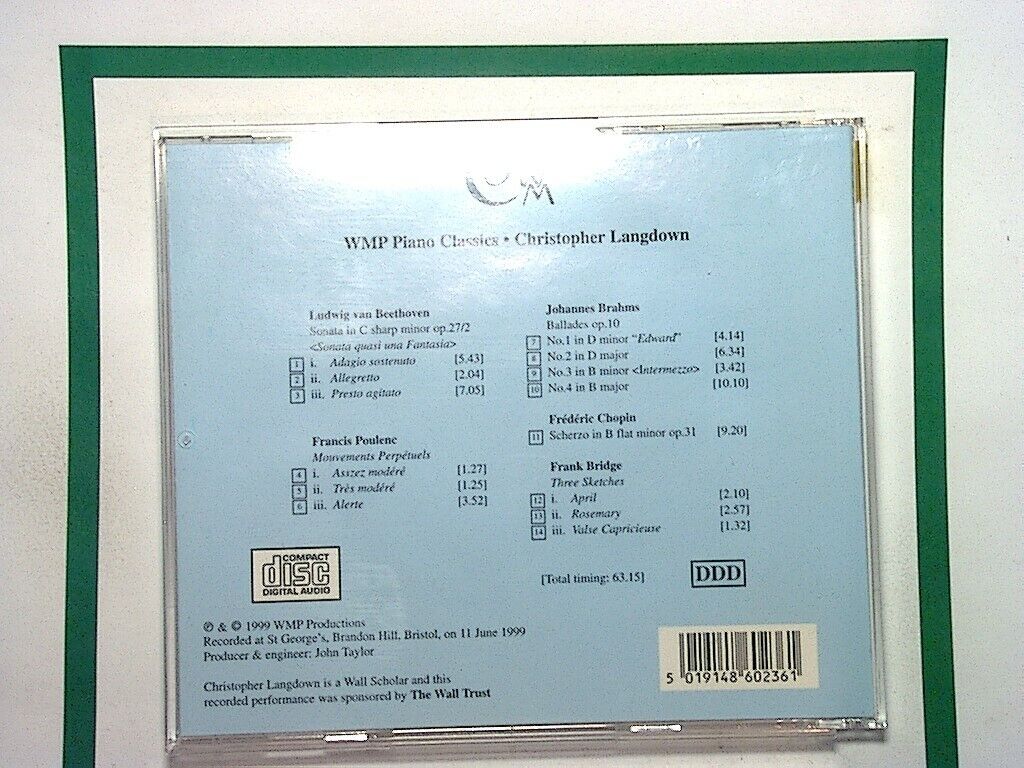 WMP Piano Classics • Christopher Langdown
Ludwig van Beethoven
Sonata in C sharp minor op.27/2
<Sonata quasi una Fantasia>
1 i. Adagio sostenuto [5.43]
2 ii. Allegretto [2.04]
3 iii. Presto agitato [7.05]
Francis Poulenc
Mouvements Perpétuels
4 i. Asszez modéré [1.27]
5 ii. Très modéré [1.25]
6 iii. Alerte [3.52]
Johannes Brahms
Ballades op.10
7 No.1 in D minor "Edward" [4.14]
8 No.2 in D major [6.34]
9 No.3 in B minor <Intermezzo> [3.42]
10 No.4 in B major [10.10]
Frédéric Chopin
11 Scherzo in B flat minor op.31 [9.20]
Frank Bridge
Three Sketches
12 i. April [2.10]
13 ii. Rosemary [2.57]
14 iii. Valse Capricieuse [1.32]
COMPACT
disc
DIGITAL AUDIO
[Total timing: 63.15]
DDD
℗ & © 1999 WMP Productions
Recorded at St George's, Brandon Hill, Bristol, on 11 June 1999
Producer & engineer: John Taylor
Christopher Langdown is a Wall Scholar and this
recorded performance was sponsored by The Wall Trust
5 019148 602361